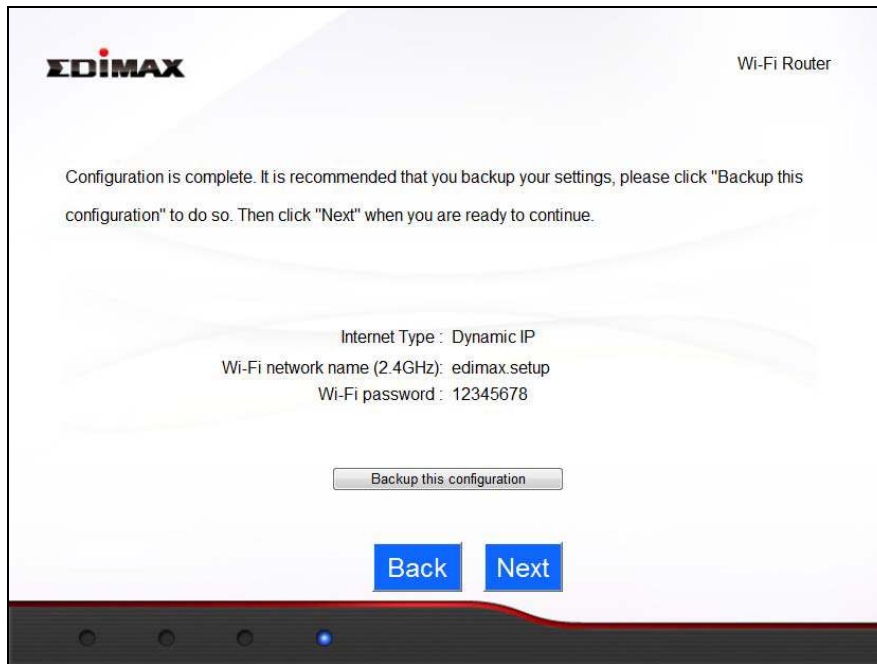 EDIMAX
Wi-Fi Router
Configuration is complete. It is recommended that you backup your settings, please click "Backup this
configuration" to do so. Then click "Next" when you are ready to continue.
Internet Type : Dynamic IP
Wi-Fi network name (2.4GHz): edimax.setup
Wi-Fi password : 12345678
Backup this configuration
Back Next